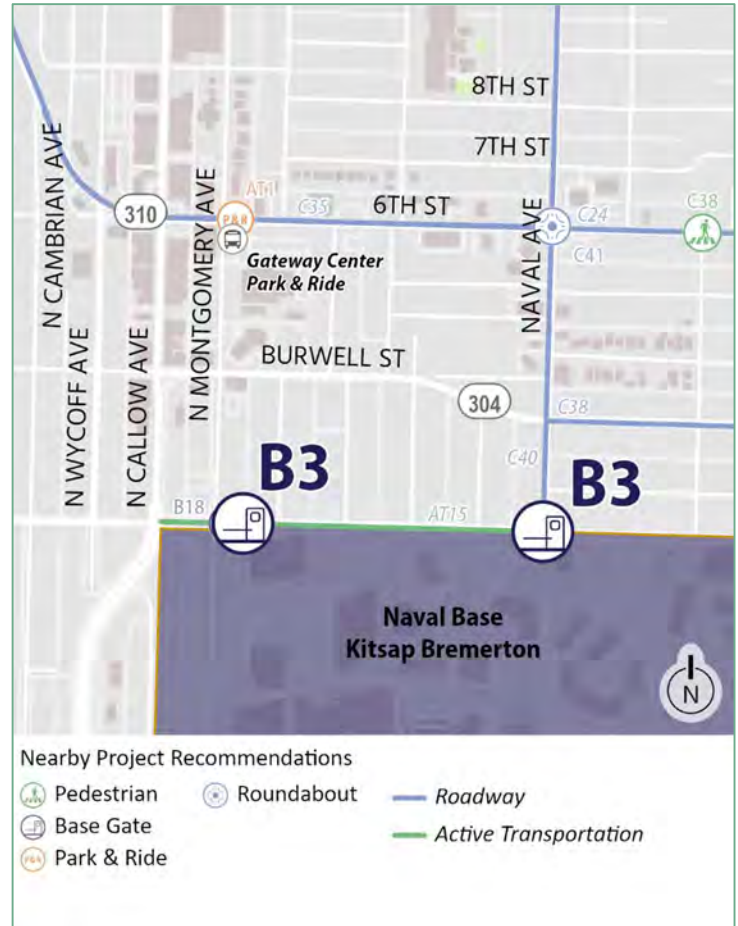 8TH ST
7TH ST
N CAMBRIAN AVE
AT1
C35
6TH ST
C24
C38
310
P&R
N MONTGOMERY AVE
NAVAL AVE
C41
Gateway Center
Park & Ride
N WYCOFF AVE
N CALLOW AVE
BURWELL ST
304
C38
B3
C40
B3
B18
AT15
Naval Base
Kitsap Bremerton
N
Nearby Project Recommendations
Pedestrian
Roundabout
Roadway
Base Gate
Active Transportation
P&R
Park & Ride